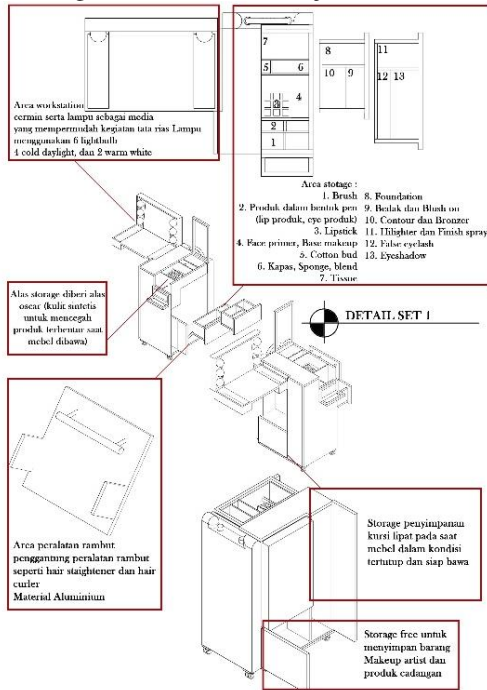 7
5
6
3
4
2
1
8
10
9
11
12
13
Area workstation
cermin serta lampu sebagai media
yang mempermudah kegiatan tata rias Lampu
menggunakan 6 lightbulb
4 cold daylight, dan 2 warm white
Area stotage :
1. Brush
2. Produk dalam bentuk pen
(lip produk, eye produk)
3. Lipstick
4. Face primer, Base makeup
5. Cotton bud
6. Kapas, Sponge, blend
7. Tissue
8. Foundation
9. Bedak dan Blush on
10. Contour dan Bronzer
11. Hilighter dan Finish spray
12. False eyelash
13. Eyeshadow
Alas storage diberi alas
oscar (kulit sintetis
untuk mencegah
produk terbentur saat
mebel dibawa)
DETAIL SET 1
Area peralatan rambut
penggantung peralatan rambut
seperti hair staightener dan hair
curler
Material Aluminium
Storage penyimpanan
kursi lipat pada saat
mebel dalam kondisi
tertutup dan siap bawa
Storage free untuk
menyimpan barang
Makeup artist dan
produk cadangan